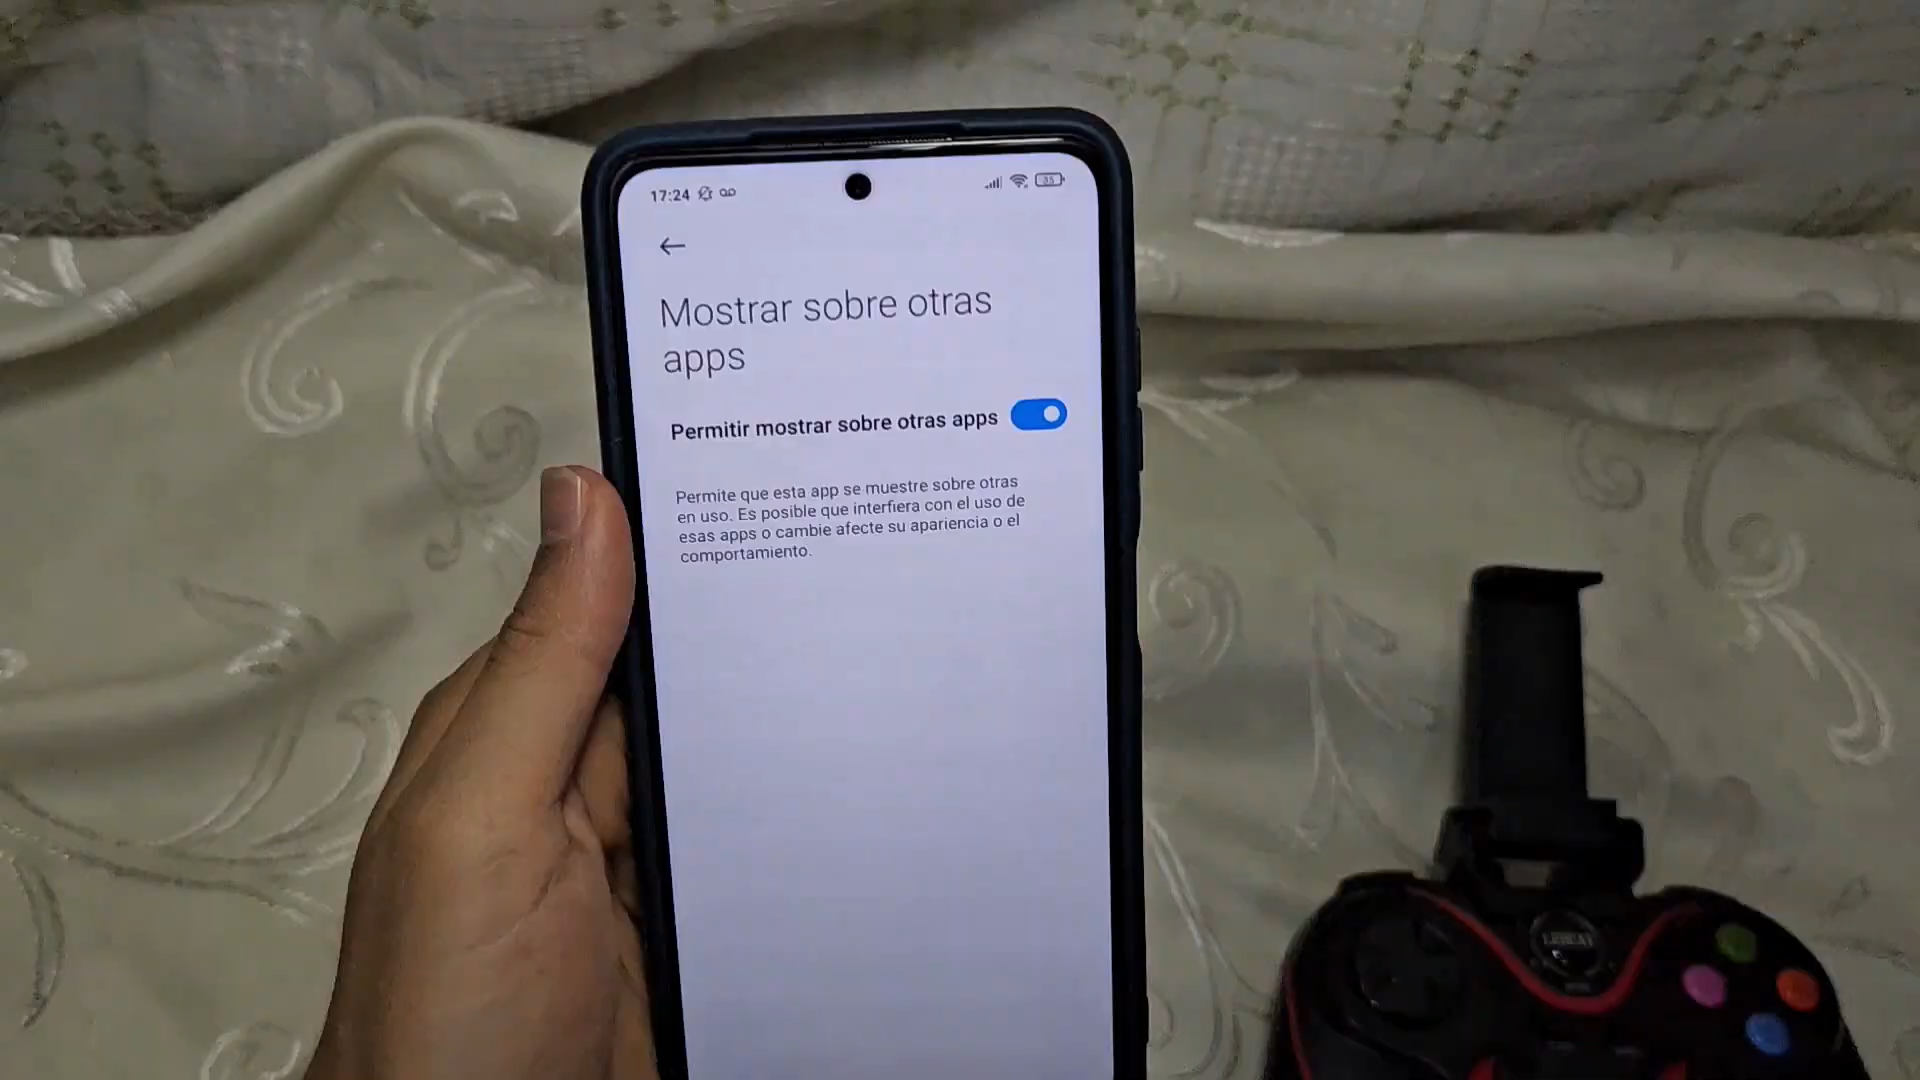 17:24
35
Mostrar sobre otras
apps
Permitir mostrar sobre otras apps
Permite que esta app se muestre sobre otras
en uso. Es posible que interfiera con el uso de
esas apps o cambie afecte su apariencia o el
comportamiento.